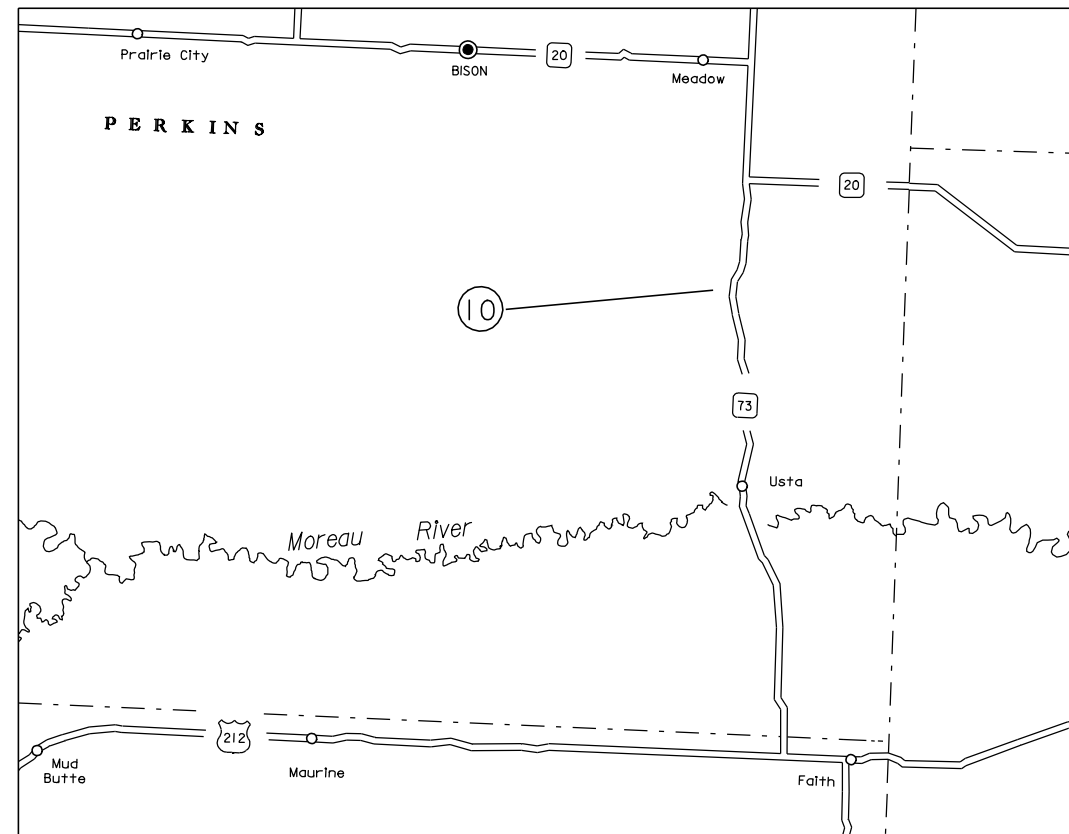 Prairie City
BISON
20
Meadow
PERKINS
20
10
73
Usta
Moreau River
212
Mud
Butte
Maurine
Faith